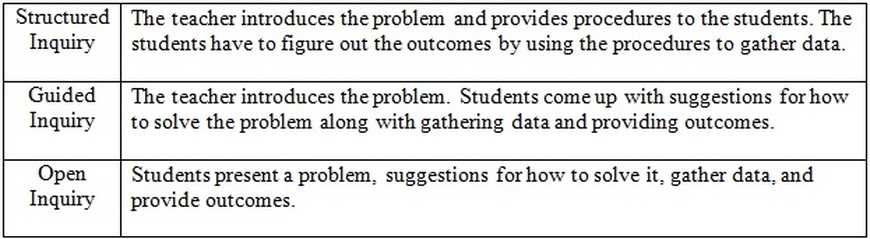 Structured
Inquiry
The teacher introduces the problem and provides procedures to the students. The
students have to figure out the outcomes by using the procedures to gather data.
Guided
Inquiry
The teacher introduces the problem. Students come up with suggestions for how
to solve the problem along with gathering data and providing outcomes.
Open
Inquiry
Students present a problem, suggestions for how to solve it, gather data, and
provide outcomes.